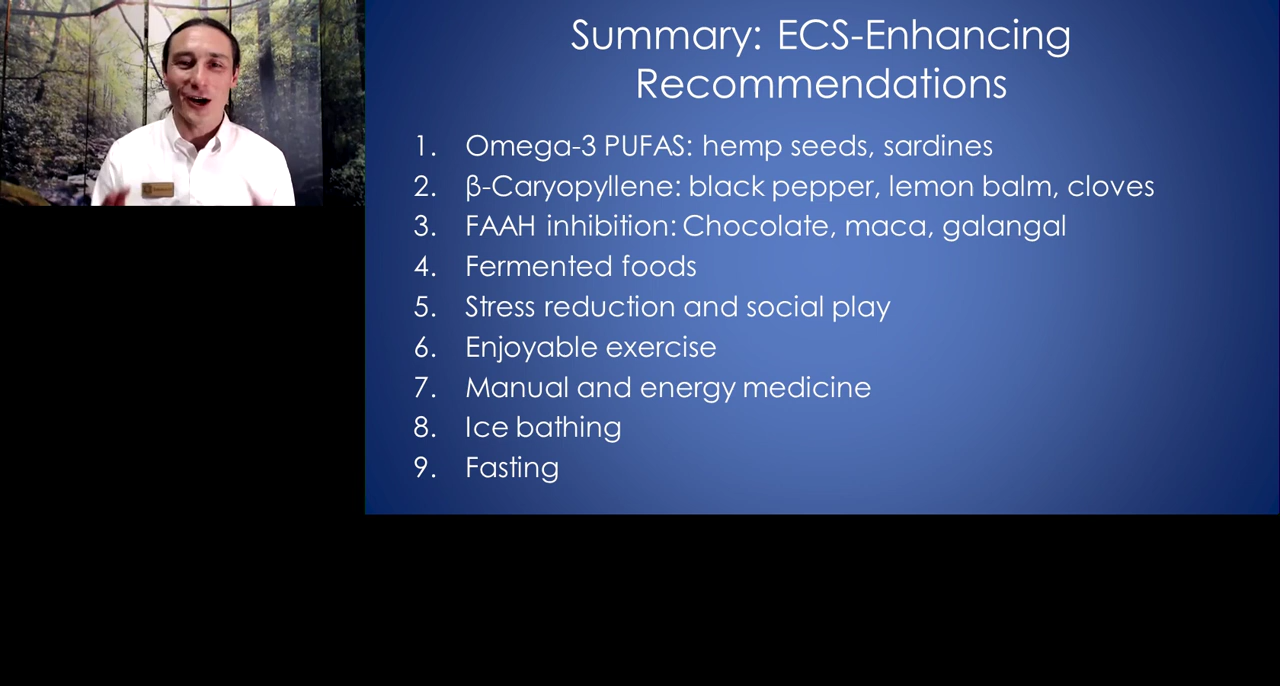 Summary: ECS-Enhancing
Recommendations
1. Omega-3 PUFAS: hemp seeds, sardines
2. β-Caryopyllene: black pepper, lemon balm, cloves
3. FAAH inhibition: Chocolate, maca, galangal
4. Fermented foods
5. Stress reduction and social play
6. Enjoyable exercise
7. Manual and energy medicine
8. Ice bathing
9. Fasting